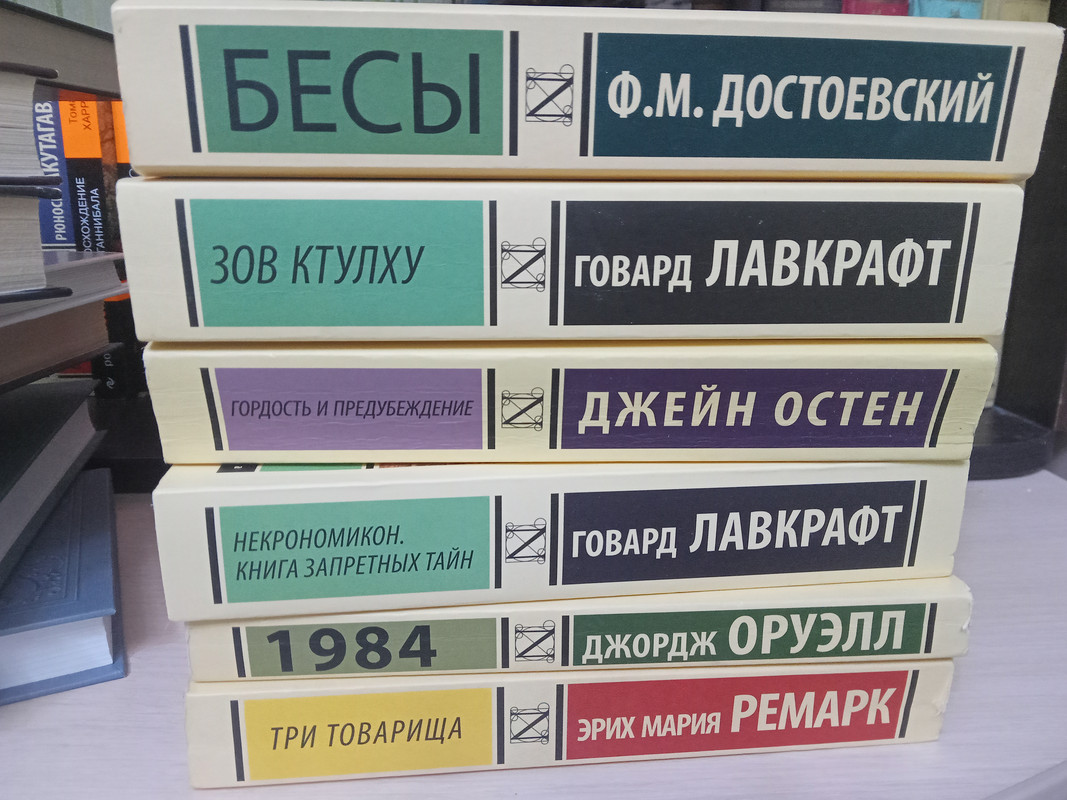 БЕСЫ
Ф.М. ДОСТОЕВСКИЙ
ЗОВ КТУЛХУ
ГОВАРД ЛАВКРАФТ
ГОРДОСТЬ И ПРЕДУБЕЖДЕНИЕ
ДЖЕЙН ОСТЕН
НЕКРОНОМИКОН.
КНИГА ЗАПРЕТНЫХ ТАЙН
ГОВАРД ЛАВКРАФТ
1984
ДЖОРДЖ ОРУЭЛЛ
ТРИ ТОВАРИЩА
ЭРИХ МАРИЯ РЕМАРК